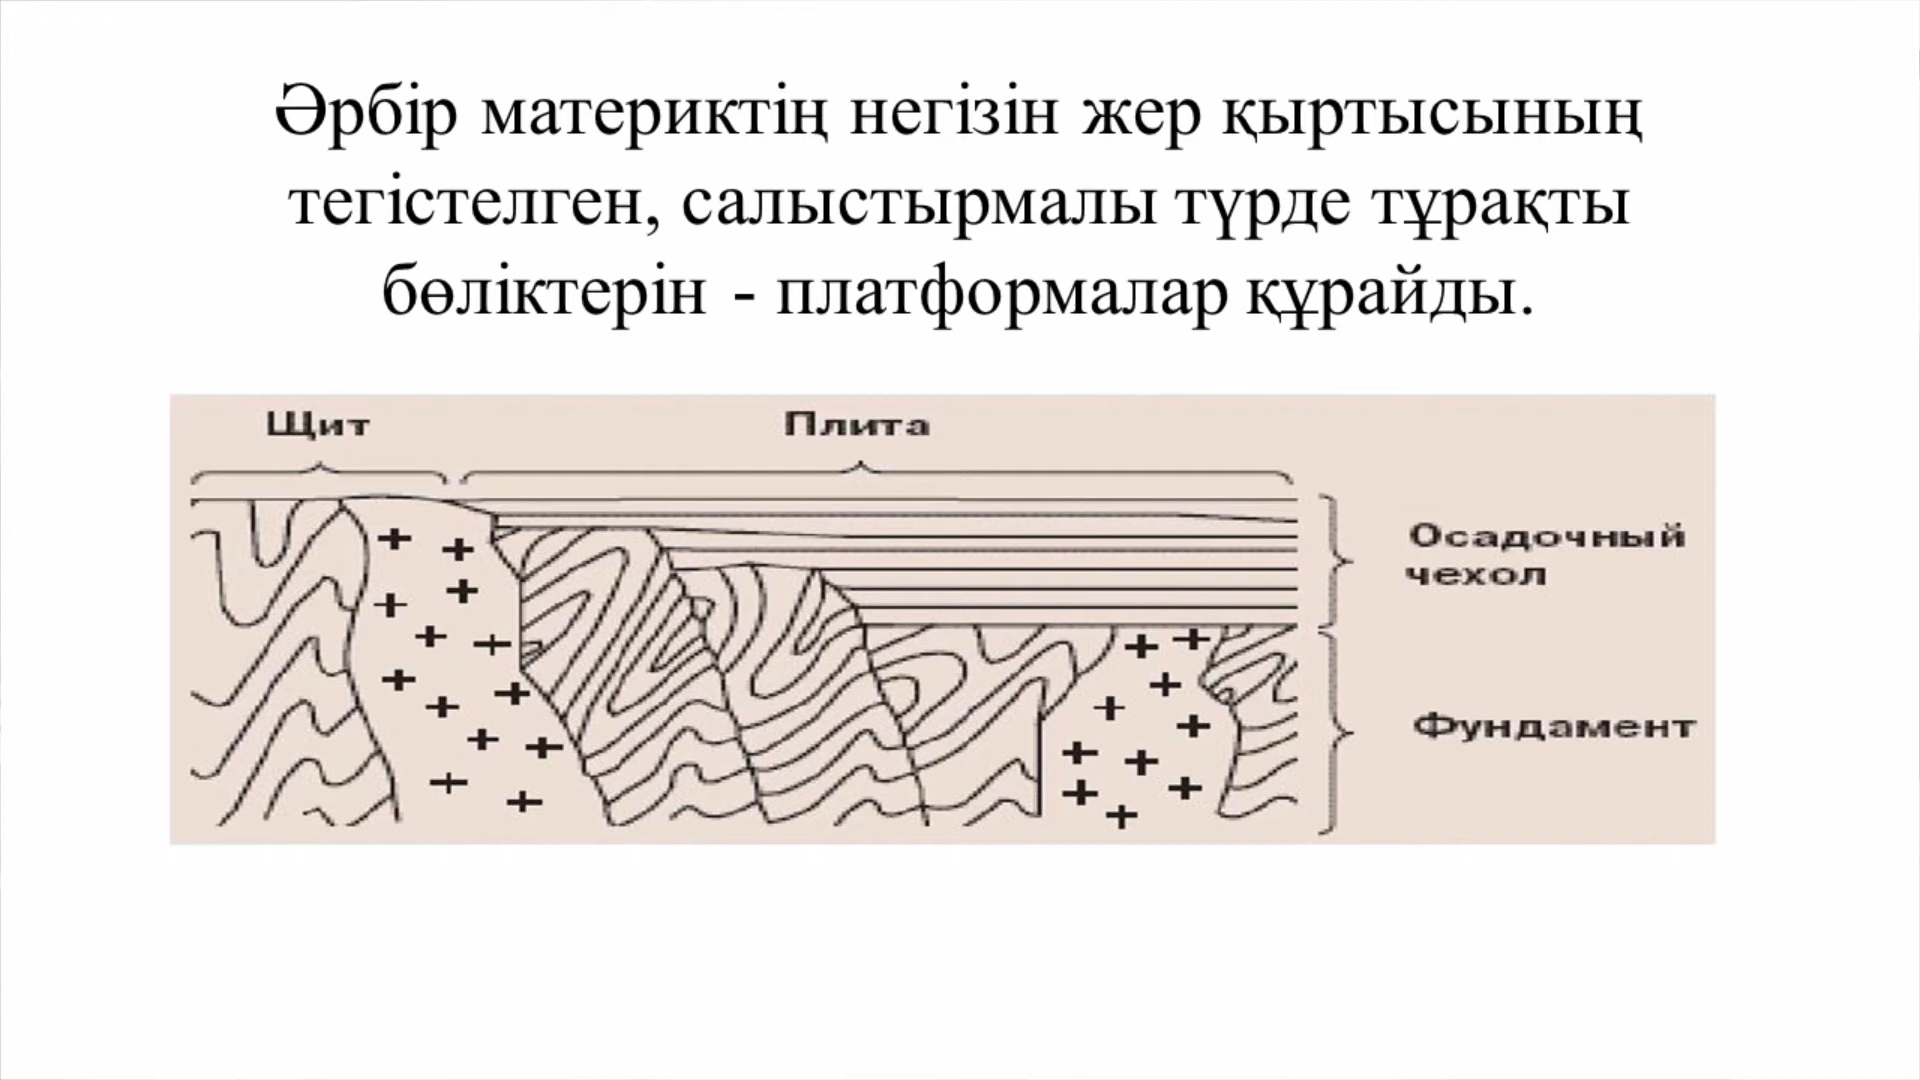 Әрбір материктің негізін жер қыртысының
тегістелген, салыстырмалы түрде тұрақты
бөліктерін - платформалар құрайды.
Щит
Плита
Осадочный
чехол
Фундамент